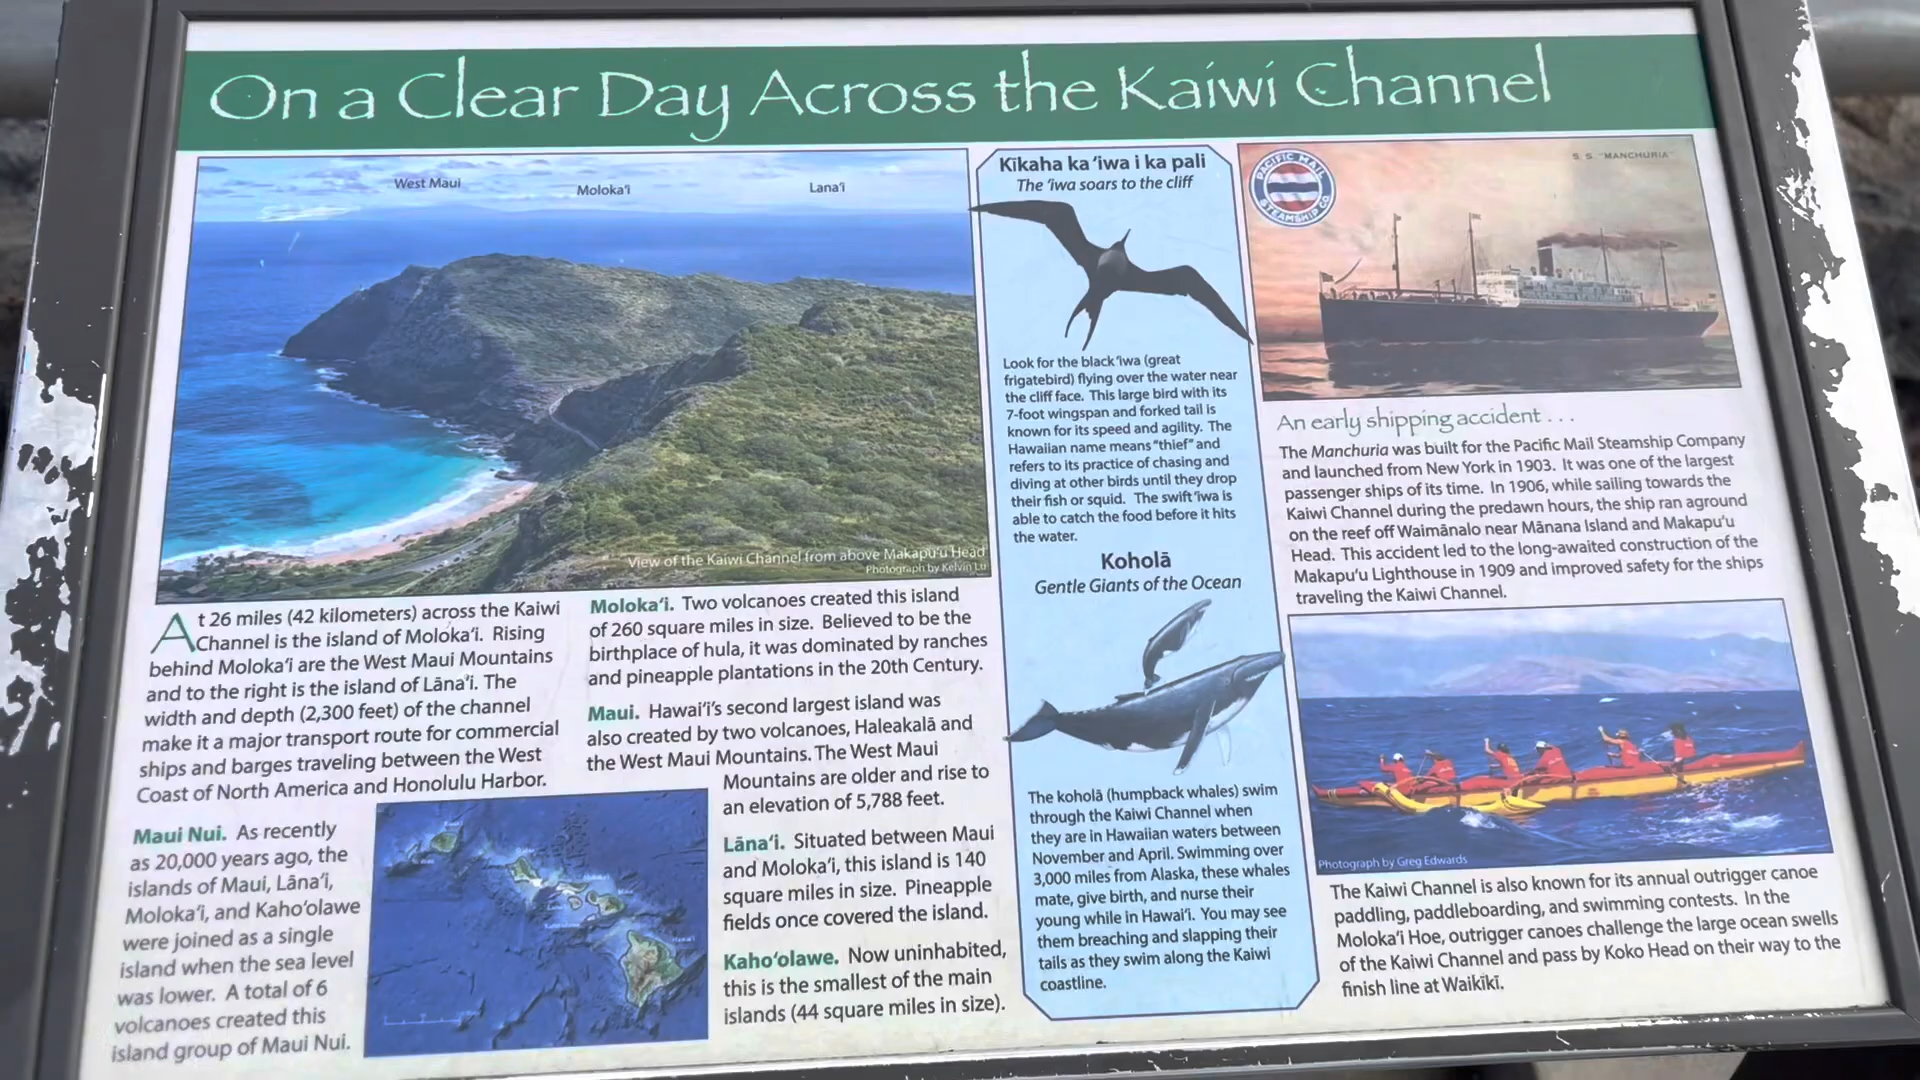 On a Clear Day Across the Kaiwi Channel
West Maui
Moloka‘i
Lana‘i
View of the Kaiwi Channel from above Makapu‘u Head
Photograph by Kelvin Lu
At 26 miles (42 kilometers) across the Kaiwi
Channel is the island of Moloka‘i. Rising
behind Moloka‘i are the West Maui Mountains
and to the right is the island of Lāna‘i. The
width and depth (2,300 feet) of the channel
make it a major transport route for commercial
ships and barges traveling between the West
Coast of North America and Honolulu Harbor.
Maui Nui. As recently
as 20,000 years ago, the
islands of Maui, Lāna‘i,
Moloka‘i, and Kaho‘olawe
were joined as a single
island when the sea level
was lower. A total of 6
volcanoes created this
island group of Maui Nui.
Moloka‘i. Two volcanoes created this island
of 260 square miles in size. Believed to be the
birthplace of hula, it was dominated by ranches
and pineapple plantations in the 20th Century.
Maui. Hawai‘i’s second largest island was
also created by two volcanoes, Haleakalā and
the West Maui Mountains. The West Maui
Mountains are older and rise to
an elevation of 5,788 feet.
Lāna‘i. Situated between Maui
and Moloka‘i, this island is 140
square miles in size. Pineapple
fields once covered the island.
Kaho‘olawe. Now uninhabited,
this is the smallest of the main
islands (44 square miles in size).
Kīkaha ka ‘iwa i ka pali
The ‘iwa soars to the cliff
Look for the black ‘iwa (great
frigatebird) flying over the water near
the cliff face. This large bird with its
7-foot wingspan and forked tail is
known for its speed and agility. The
Hawaiian name means “thief” and
refers to its practice of chasing and
diving at other birds until they drop
their fish or squid. The swift ‘iwa is
able to catch the food before it hits
the water.
Koholā
Gentle Giants of the Ocean
The koholā (humpback whales) swim
through the Kaiwi Channel when
they are in Hawaiian waters between
November and April. Swimming over
3,000 miles from Alaska, these whales
mate, give birth, and nurse their
young while in Hawai‘i. You may see
them breaching and slapping their
tails as they swim along the Kaiwi
coastline.
PACIFIC MAIL
STEAMSHIP CO
S.S. "MANCHURIA"
An early shipping accident . . .
The Manchuria was built for the Pacific Mail Steamship Company
and launched from New York in 1903. It was one of the largest
passenger ships of its time. In 1906, while sailing towards the
Kaiwi Channel during the predawn hours, the ship ran aground
on the reef off Waimānalo near Mānana Island and Makapu‘u
Head. This accident led to the long-awaited construction of the
Makapu‘u Lighthouse in 1909 and improved safety for the ships
traveling the Kaiwi Channel.
Photograph by Greg Edwards
The Kaiwi Channel is also known for its annual outrigger canoe
paddling, paddleboarding, and swimming contests. In the
Moloka‘i Hoe, outrigger canoes challenge the large ocean swells
of the Kaiwi Channel and pass by Koko Head on their way to the
finish line at Waikīkī.